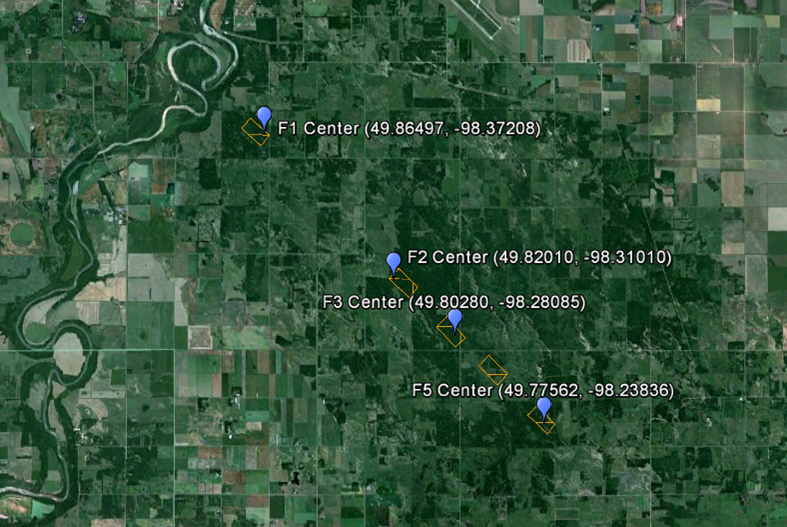 F1 Center (49.86497, -98.37208)
F2 Center (49.82010, -98.31010)
F3 Center (49.80280, -98.28085)
F5 Center (49.77562, -98.23836)